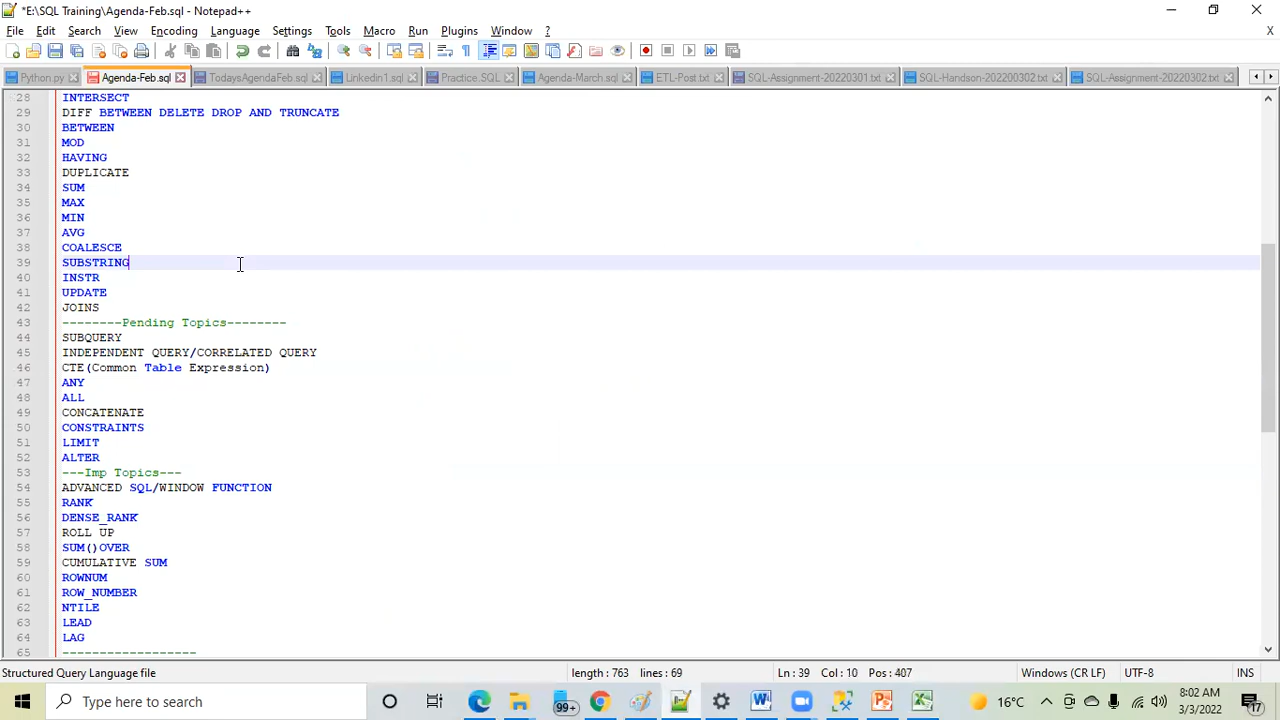 *E:\SQL Training\Agenda-Feb.sql - Notepad++
File Edit Search View Encoding Language Settings Tools Macro Run Plugins Window ?
X
Python.py Agenda-Feb.sql TodaysAgendaFeb.sql Linkedin1.sql Practice.SQL Agenda-March.sql ETL-Post.txt SQL-Assignment-20220301.txt SQL-Handson-20220302.txt SQL-Assignment-20220302.txt
28 INTERSECT
29 DIFF BETWEEN DELETE DROP AND TRUNCATE
30 BETWEEN
31 MOD
32 HAVING
33 DUPLICATE
34 SUM
35 MAX
36 MIN
37 AVG
38 COALESCE
39 SUBSTRING
40 INSTR
41 UPDATE
42 JOINS
43 --------Pending Topics--------
44 SUBQUERY
45 INDEPENDENT QUERY/CORRELATED QUERY
46 CTE(Common Table Expression)
47 ANY
48 ALL
49 CONCATENATE
50 CONSTRAINTS
51 LIMIT
52 ALTER
53 ---Imp Topics---
54 ADVANCED SQL/WINDOW FUNCTION
55 RANK
56 DENSE_RANK
57 ROLL UP
58 SUM()OVER
59 CUMULATIVE SUM
60 ROWNUM
61 ROW_NUMBER
62 NTILE
63 LEAD
64 LAG
65 ------------------
Structured Query Language file length : 763 lines : 69 Ln : 39 Col : 10 Pos : 407 Windows (CR LF) UTF-8 INS
Type here to search 99+ 16°C 8:02 AM
3/3/2022 17